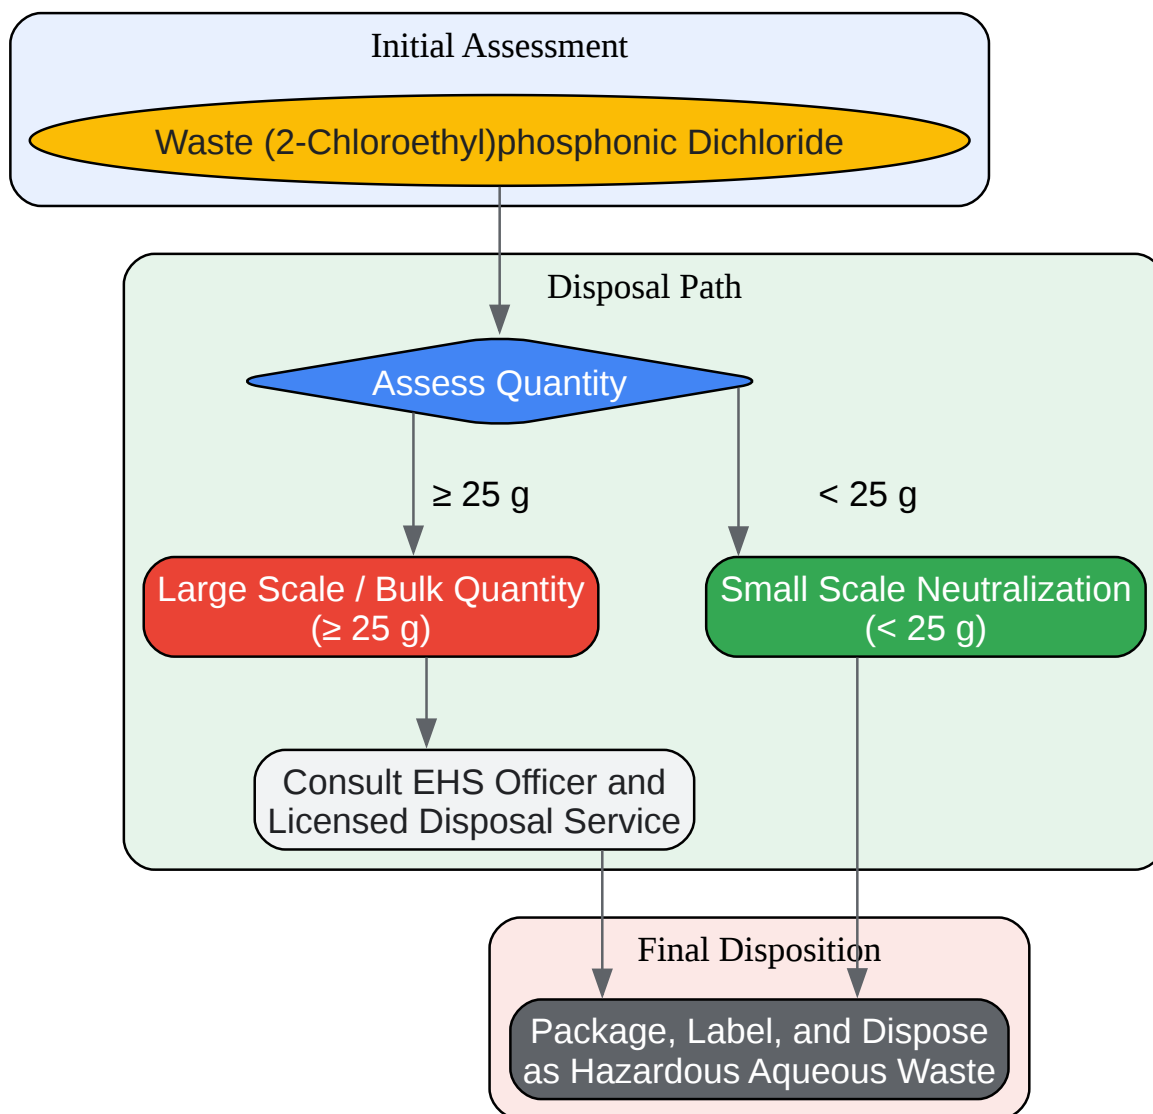 Initial Assessment
Waste (2-Chloroethyl)phosphonic Dichloride
Disposal Path
Assess Quantity
≥ 25 g
< 25 g
Large Scale / Bulk Quantity
(≥ 25 g)
Small Scale Neutralization
(< 25 g)
Consult EHS Officer and
Licensed Disposal Service
Final Disposition
Package, Label, and Dispose
as Hazardous Aqueous Waste